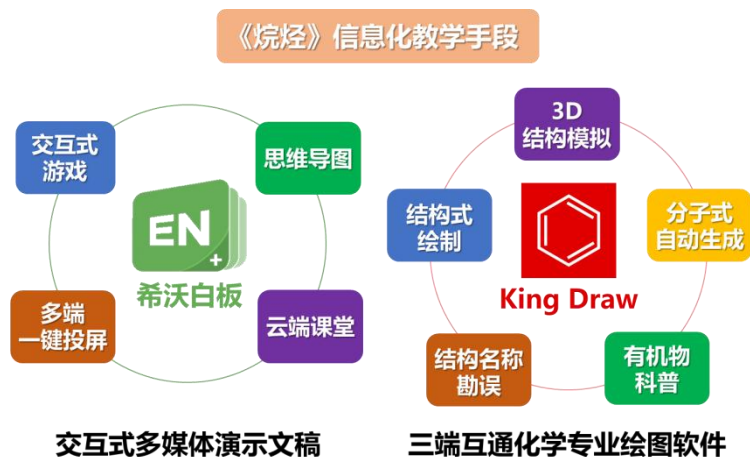 《烷烃》信息化教学手段
交互式
游戏
思维导图
EN
+
希沃白板
多端
一键投屏
云端课堂
交互式多媒体演示文稿
3D
结构模拟
结构式
绘制
分子式
自动生成
King Draw
结构名称
勘误
有机物
科普
三端互通化学专业绘图软件